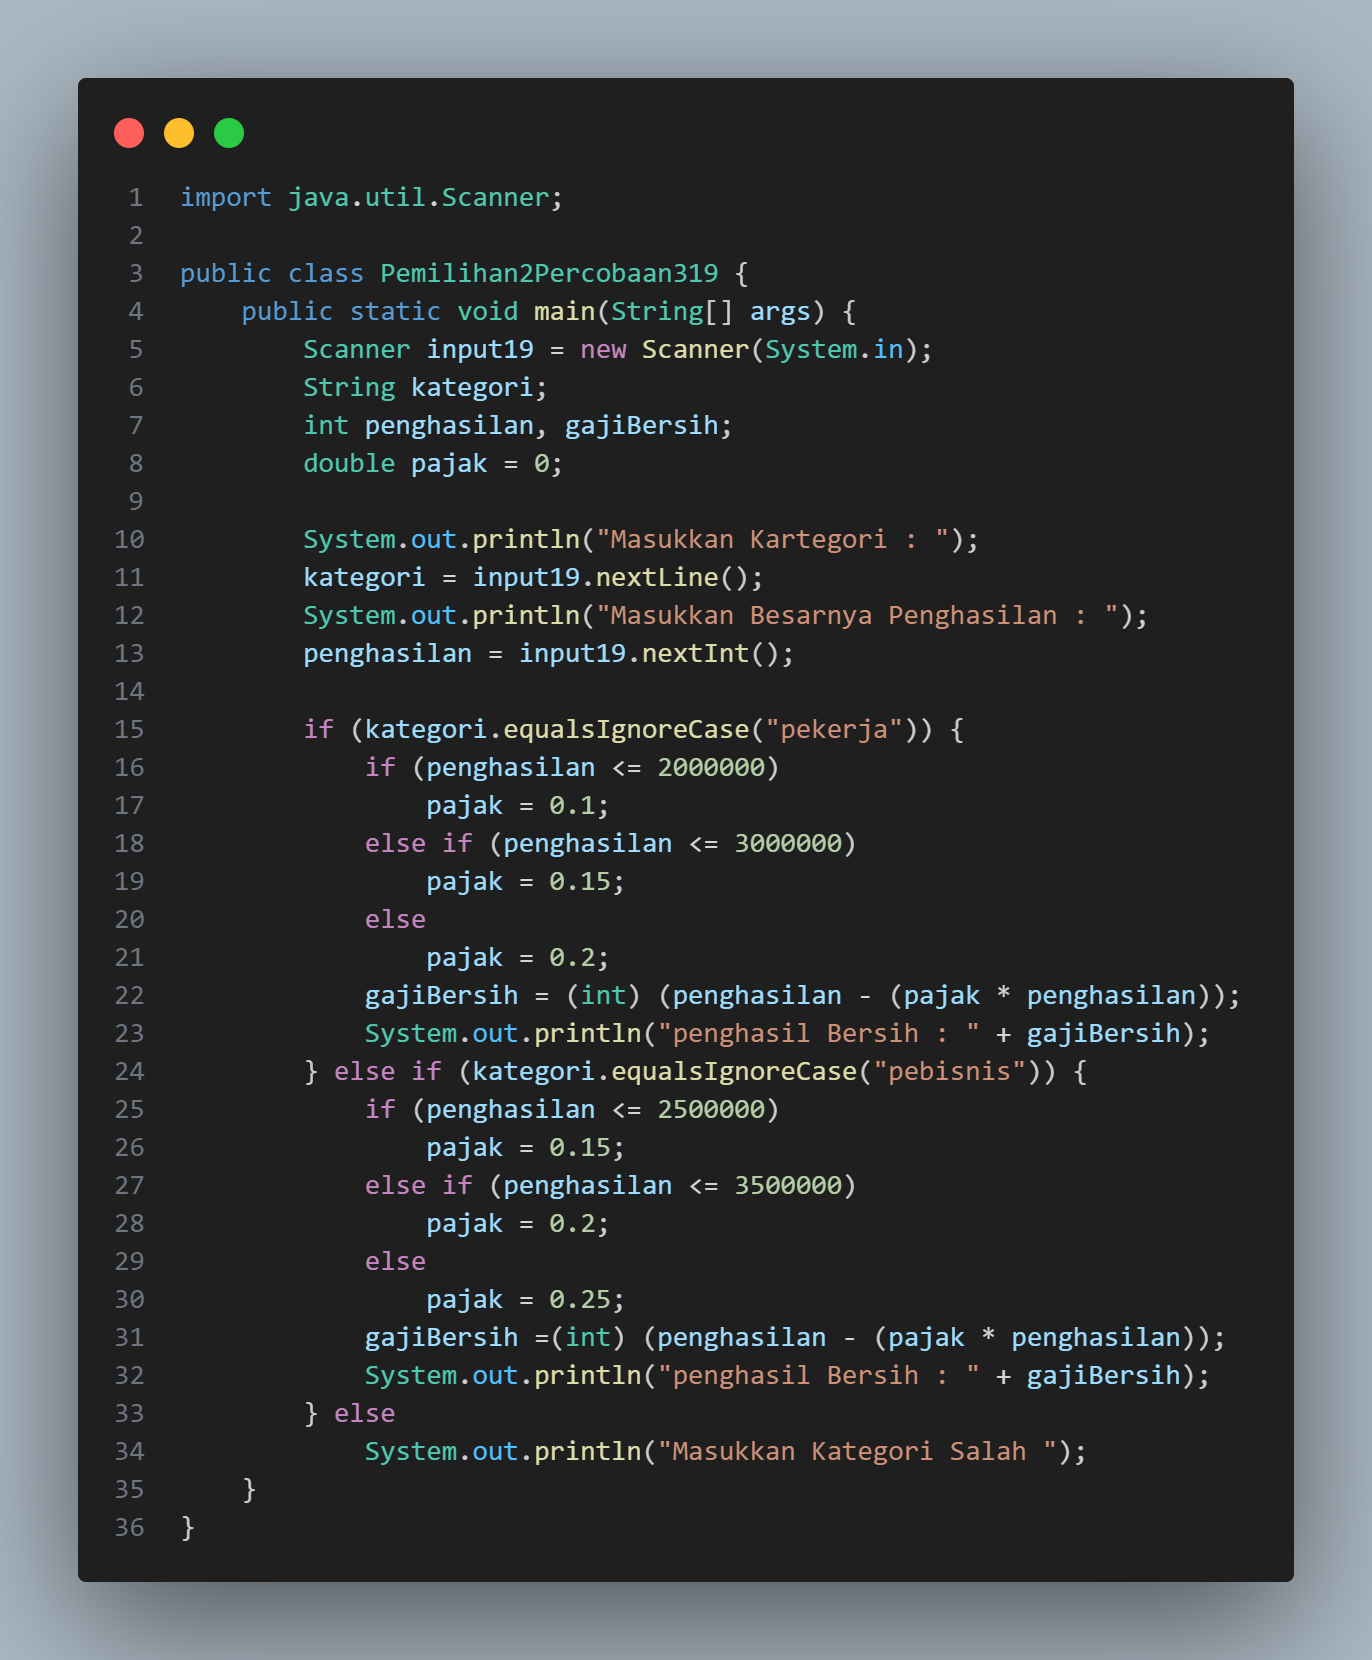 1 import java.util.Scanner;
2
3 public class Pemilihan2Percobaan319 {
4     public static void main(String[] args) {
5         Scanner input19 = new Scanner(System.in);
6         String kategori;
7         int penghasilan, gajiBersih;
8         double pajak = 0;
9
10         System.out.println("Masukkan Kartegori : ");
11         kategori = input19.nextLine();
12         System.out.println("Masukkan Besarnya Penghasilan : ");
13         penghasilan = input19.nextInt();
14
15         if (kategori.equalsIgnoreCase("pekerja")) {
16             if (penghasilan <= 2000000)
17                 pajak = 0.1;
18             else if (penghasilan <= 3000000)
19                 pajak = 0.15;
20             else
21                 pajak = 0.2;
22             gajiBersih = (int) (penghasilan - (pajak * penghasilan));
23             System.out.println("penghasil Bersih : " + gajiBersih);
24         } else if (kategori.equalsIgnoreCase("pebisnis")) {
25             if (penghasilan <= 2500000)
26                 pajak = 0.15;
27             else if (penghasilan <= 3500000)
28                 pajak = 0.2;
29             else
30                 pajak = 0.25;
31             gajiBersih =(int) (penghasilan - (pajak * penghasilan));
32             System.out.println("penghasil Bersih : " + gajiBersih);
33         } else
34             System.out.println("Masukkan Kategori Salah ");
35     }
36 }